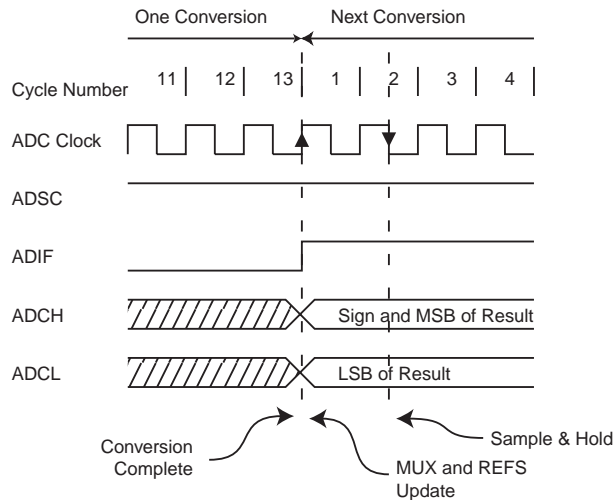 One Conversion Next Conversion
Cycle Number 11 12 13 1 2 3 4
ADC Clock
ADSC
ADIF
ADCH Sign and MSB of Result
ADCL LSB of Result
Conversion
Complete
MUX and REFS
Update
Sample & Hold